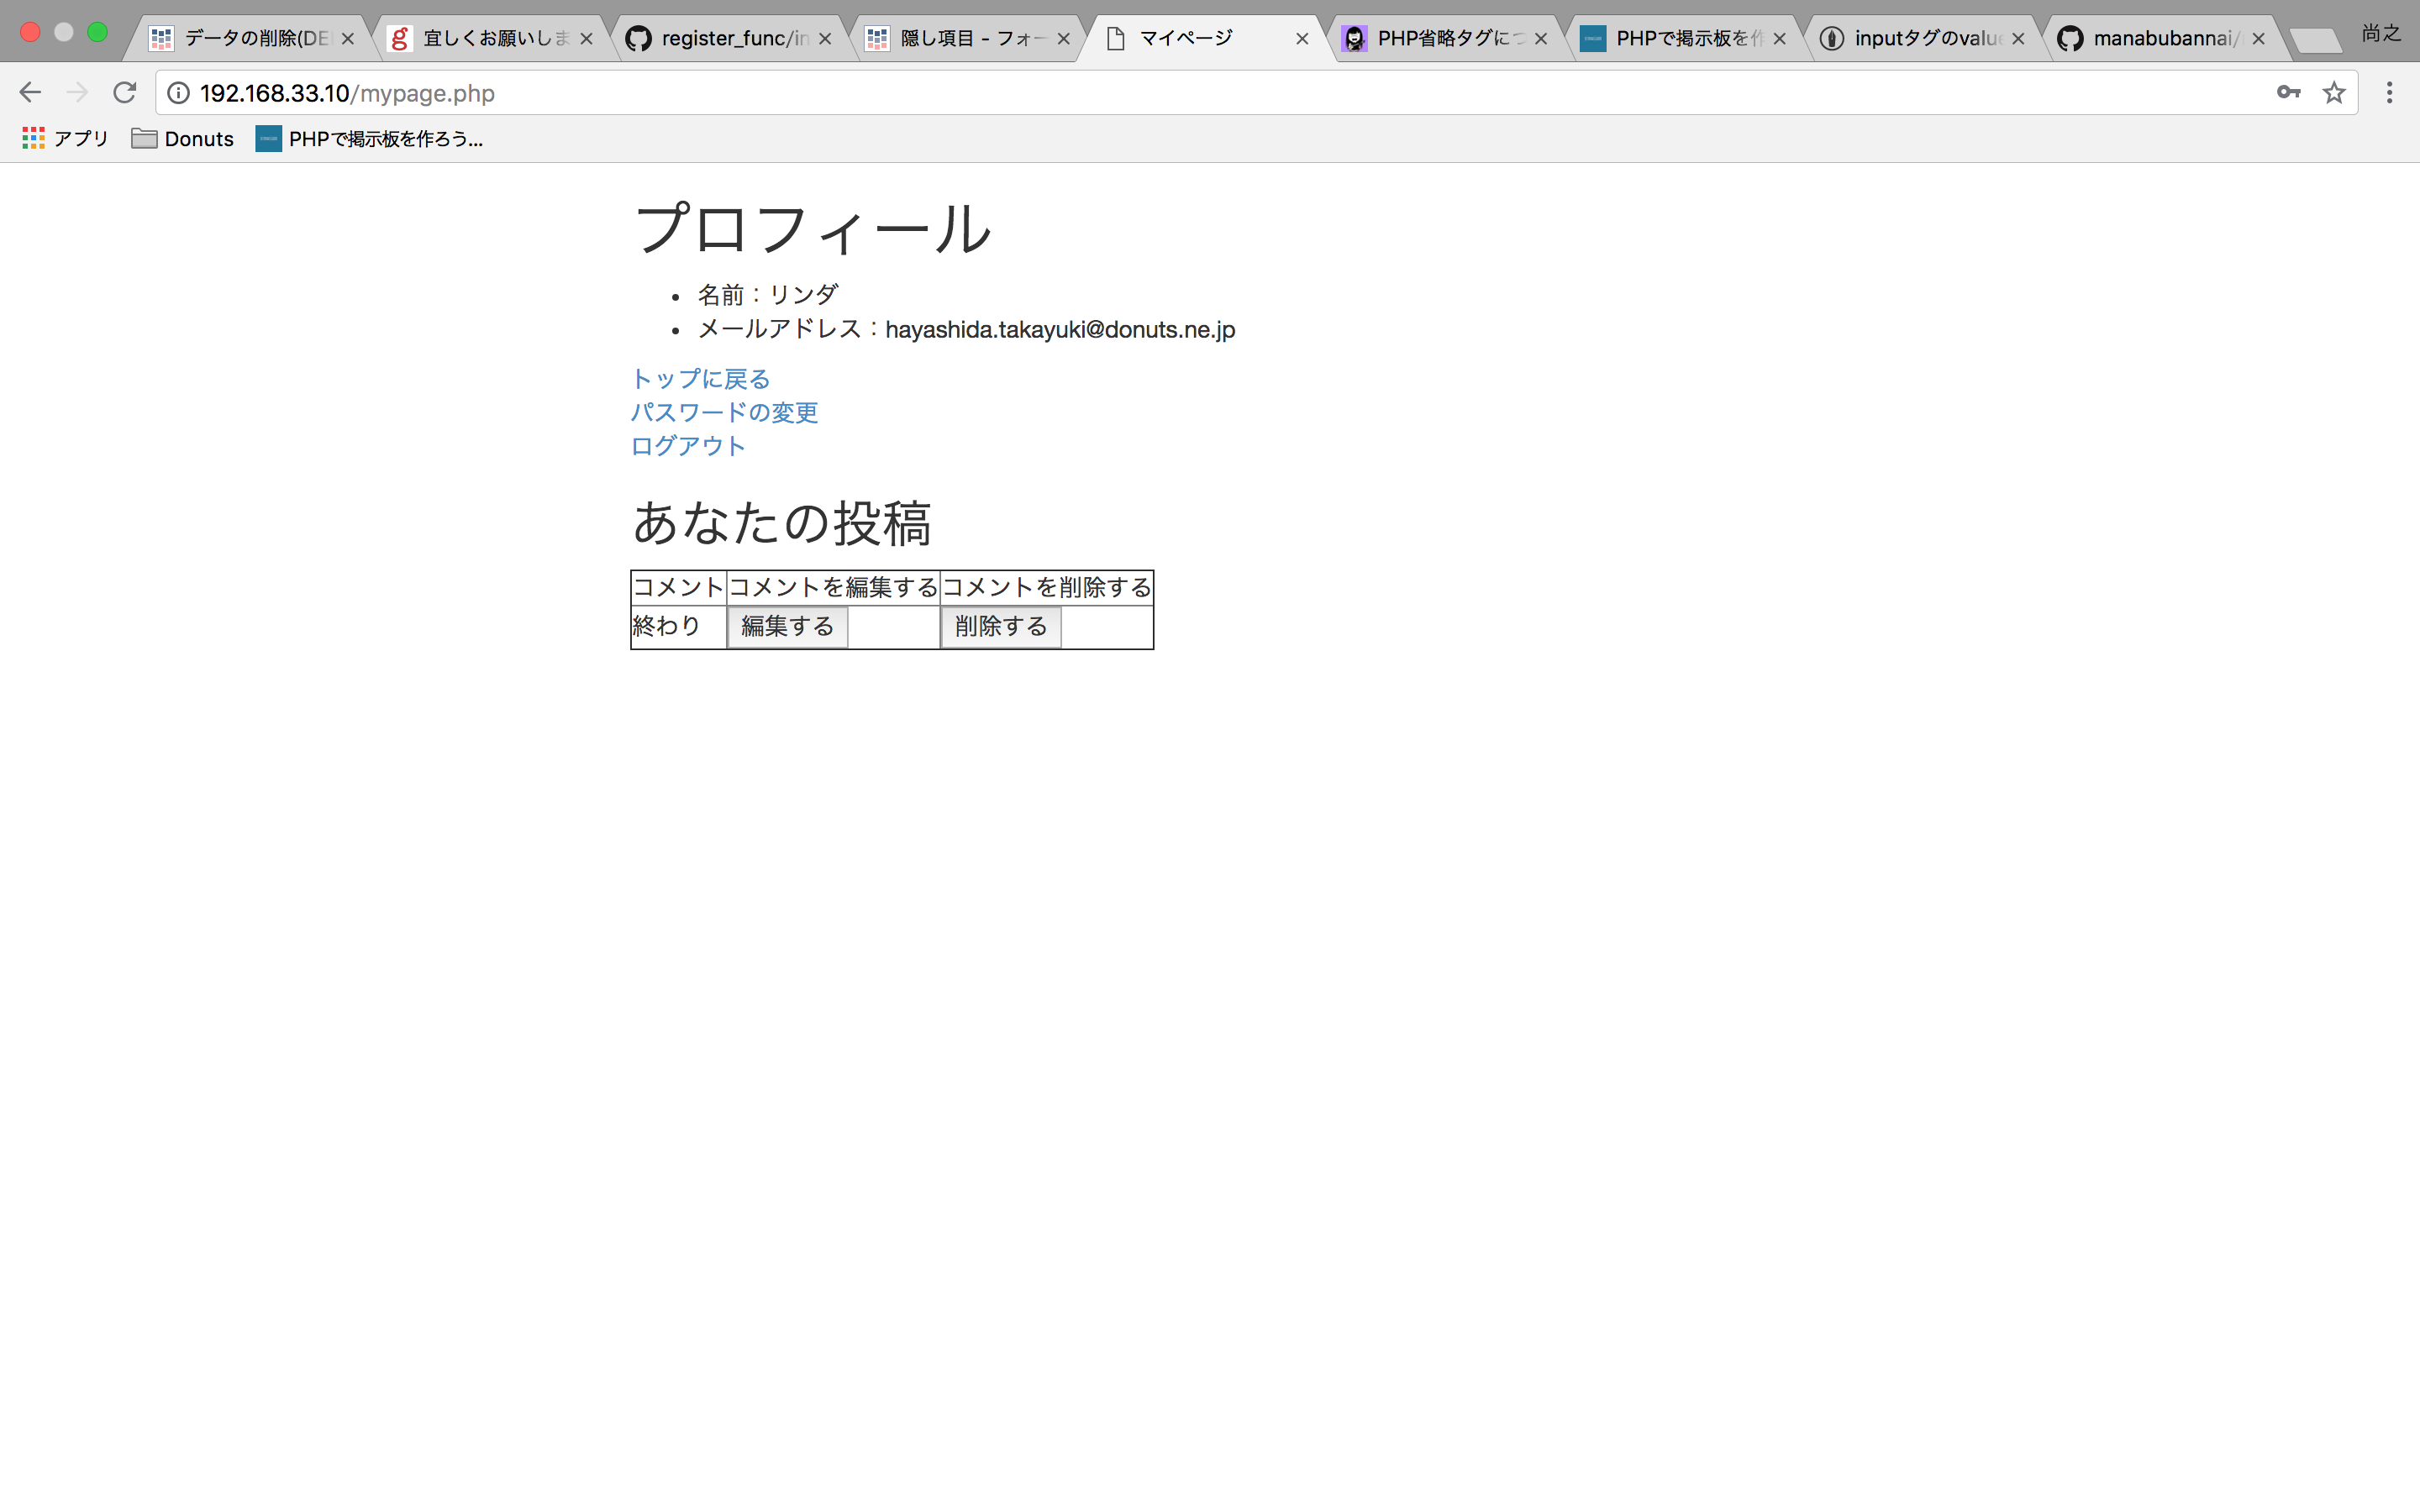 データの削除(DE
宜しくお願いしま
register_func/in
隠し項目 - フォー
マイページ
PHP省略タグにつ
PHPで掲示板を作
inputタグのvalue
manabubannai/
尚之
192.168.33.10/mypage.php
アプリ
Donuts
PHPで掲示板を作ろう...
プロフィール
• 名前：リンダ
• メールアドレス：hayashida.takayuki@donuts.ne.jp
トップに戻る
パスワードの変更
ログアウト
あなたの投稿
コメント コメントを編集する コメントを削除する
終わり 編集する 削除する